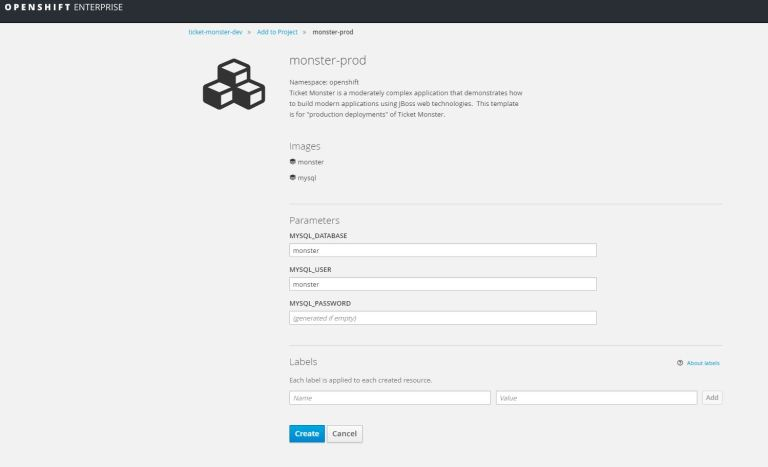 OPENSHIFT ENTERPRISE
ticket-monster-dev » Add to Project » monster-prod
monster-prod
Namespace: openshift
Ticket Monster is a moderately complex application that demonstrates how
to build modern applications using JBoss web technologies. This template
is for "production deployments" of Ticket Monster.
Images
monster
mysql
Parameters
MYSQL_DATABASE
monster
MYSQL_USER
monster
MYSQL_PASSWORD
(generated if empty)
Labels
? About labels
Each label is applied to each created resource.
Name Value Add
Create Cancel